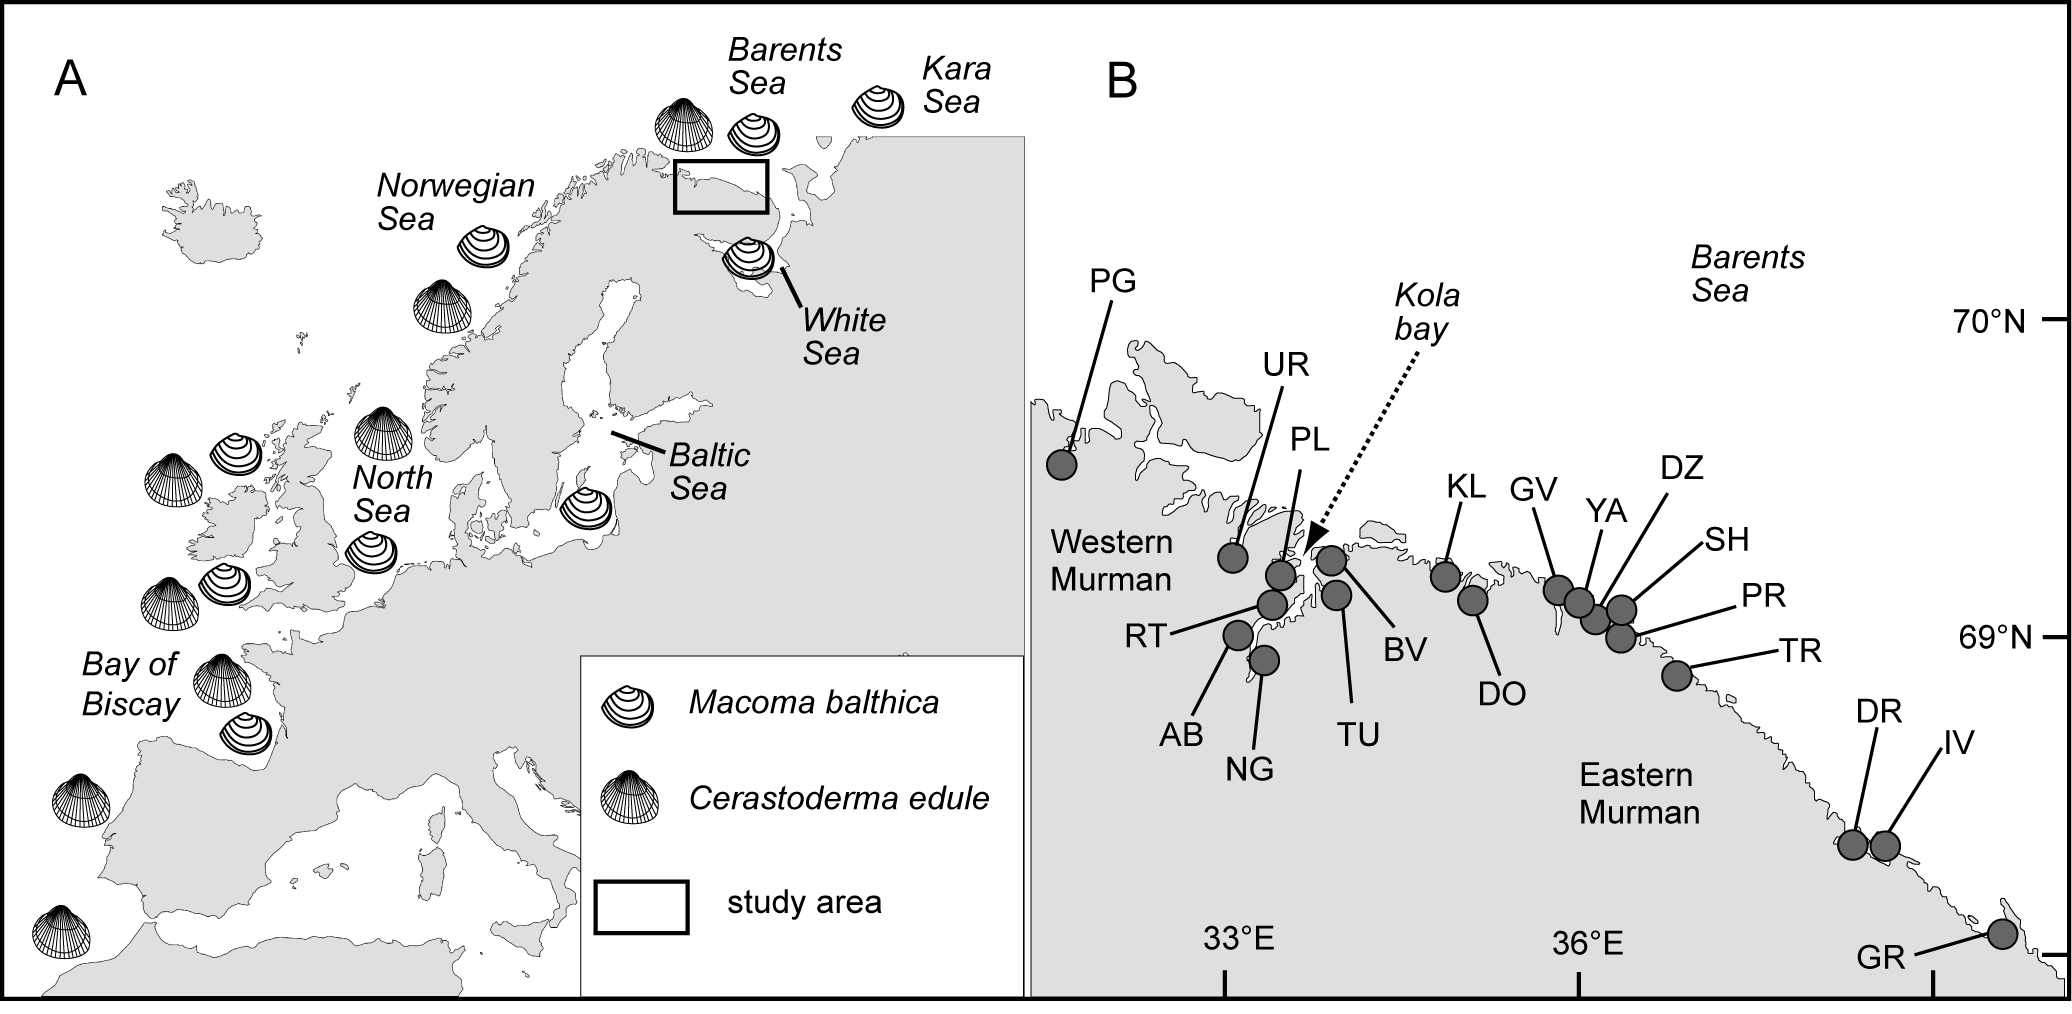 A
Barents
Sea
Kara
Sea
Norwegian
Sea
White
Sea
Baltic
Sea
North
Sea
Bay of
Biscay
Macoma balthica
Cerastoderma edule
study area
B
Barents
Sea
PG
Kola
bay
70°N
UR
PL
DZ
KL
GV
YA
SH
Western
Murman
PR
RT
BV
69°N
TR
DO
AB
TU
NG
DR
IV
Eastern
Murman
33°E
36°E
GR